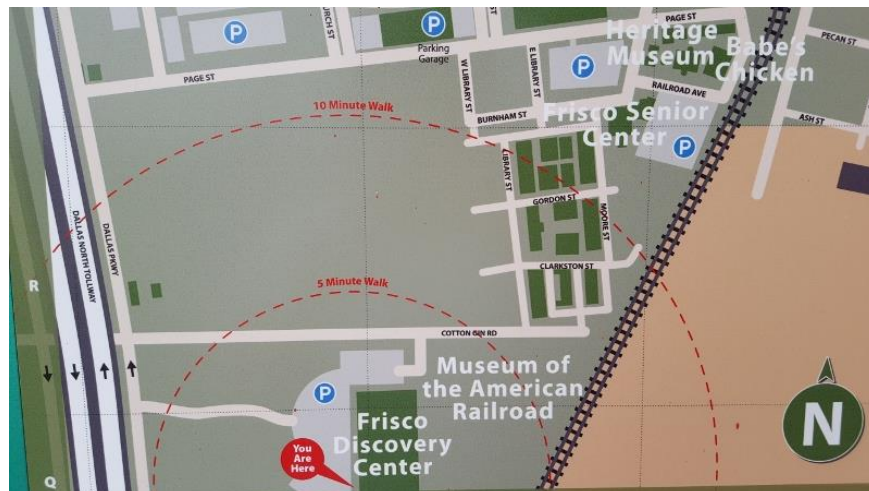 PAGE ST
Heritage
Museum
Babe's
Chicken
PECAN ST
P
Parking
Garage
PAGE ST
W LIBRARY ST
E LIBRARY ST
P
RAILROAD AVE
10 Minute Walk
BURNHAM ST
Frisco Senior
Center
P
ASH ST
LIBRARY ST
GORDON ST
MOORE ST
DALLAS NORTH TOLLWAY
DALLAS PKWY
CLARKSTON ST
R
5 Minute Walk
COTTON GIN RD
Museum of
the American
Railroad
P
Frisco
Discovery
Center
You
Are
Here
N
Q
P